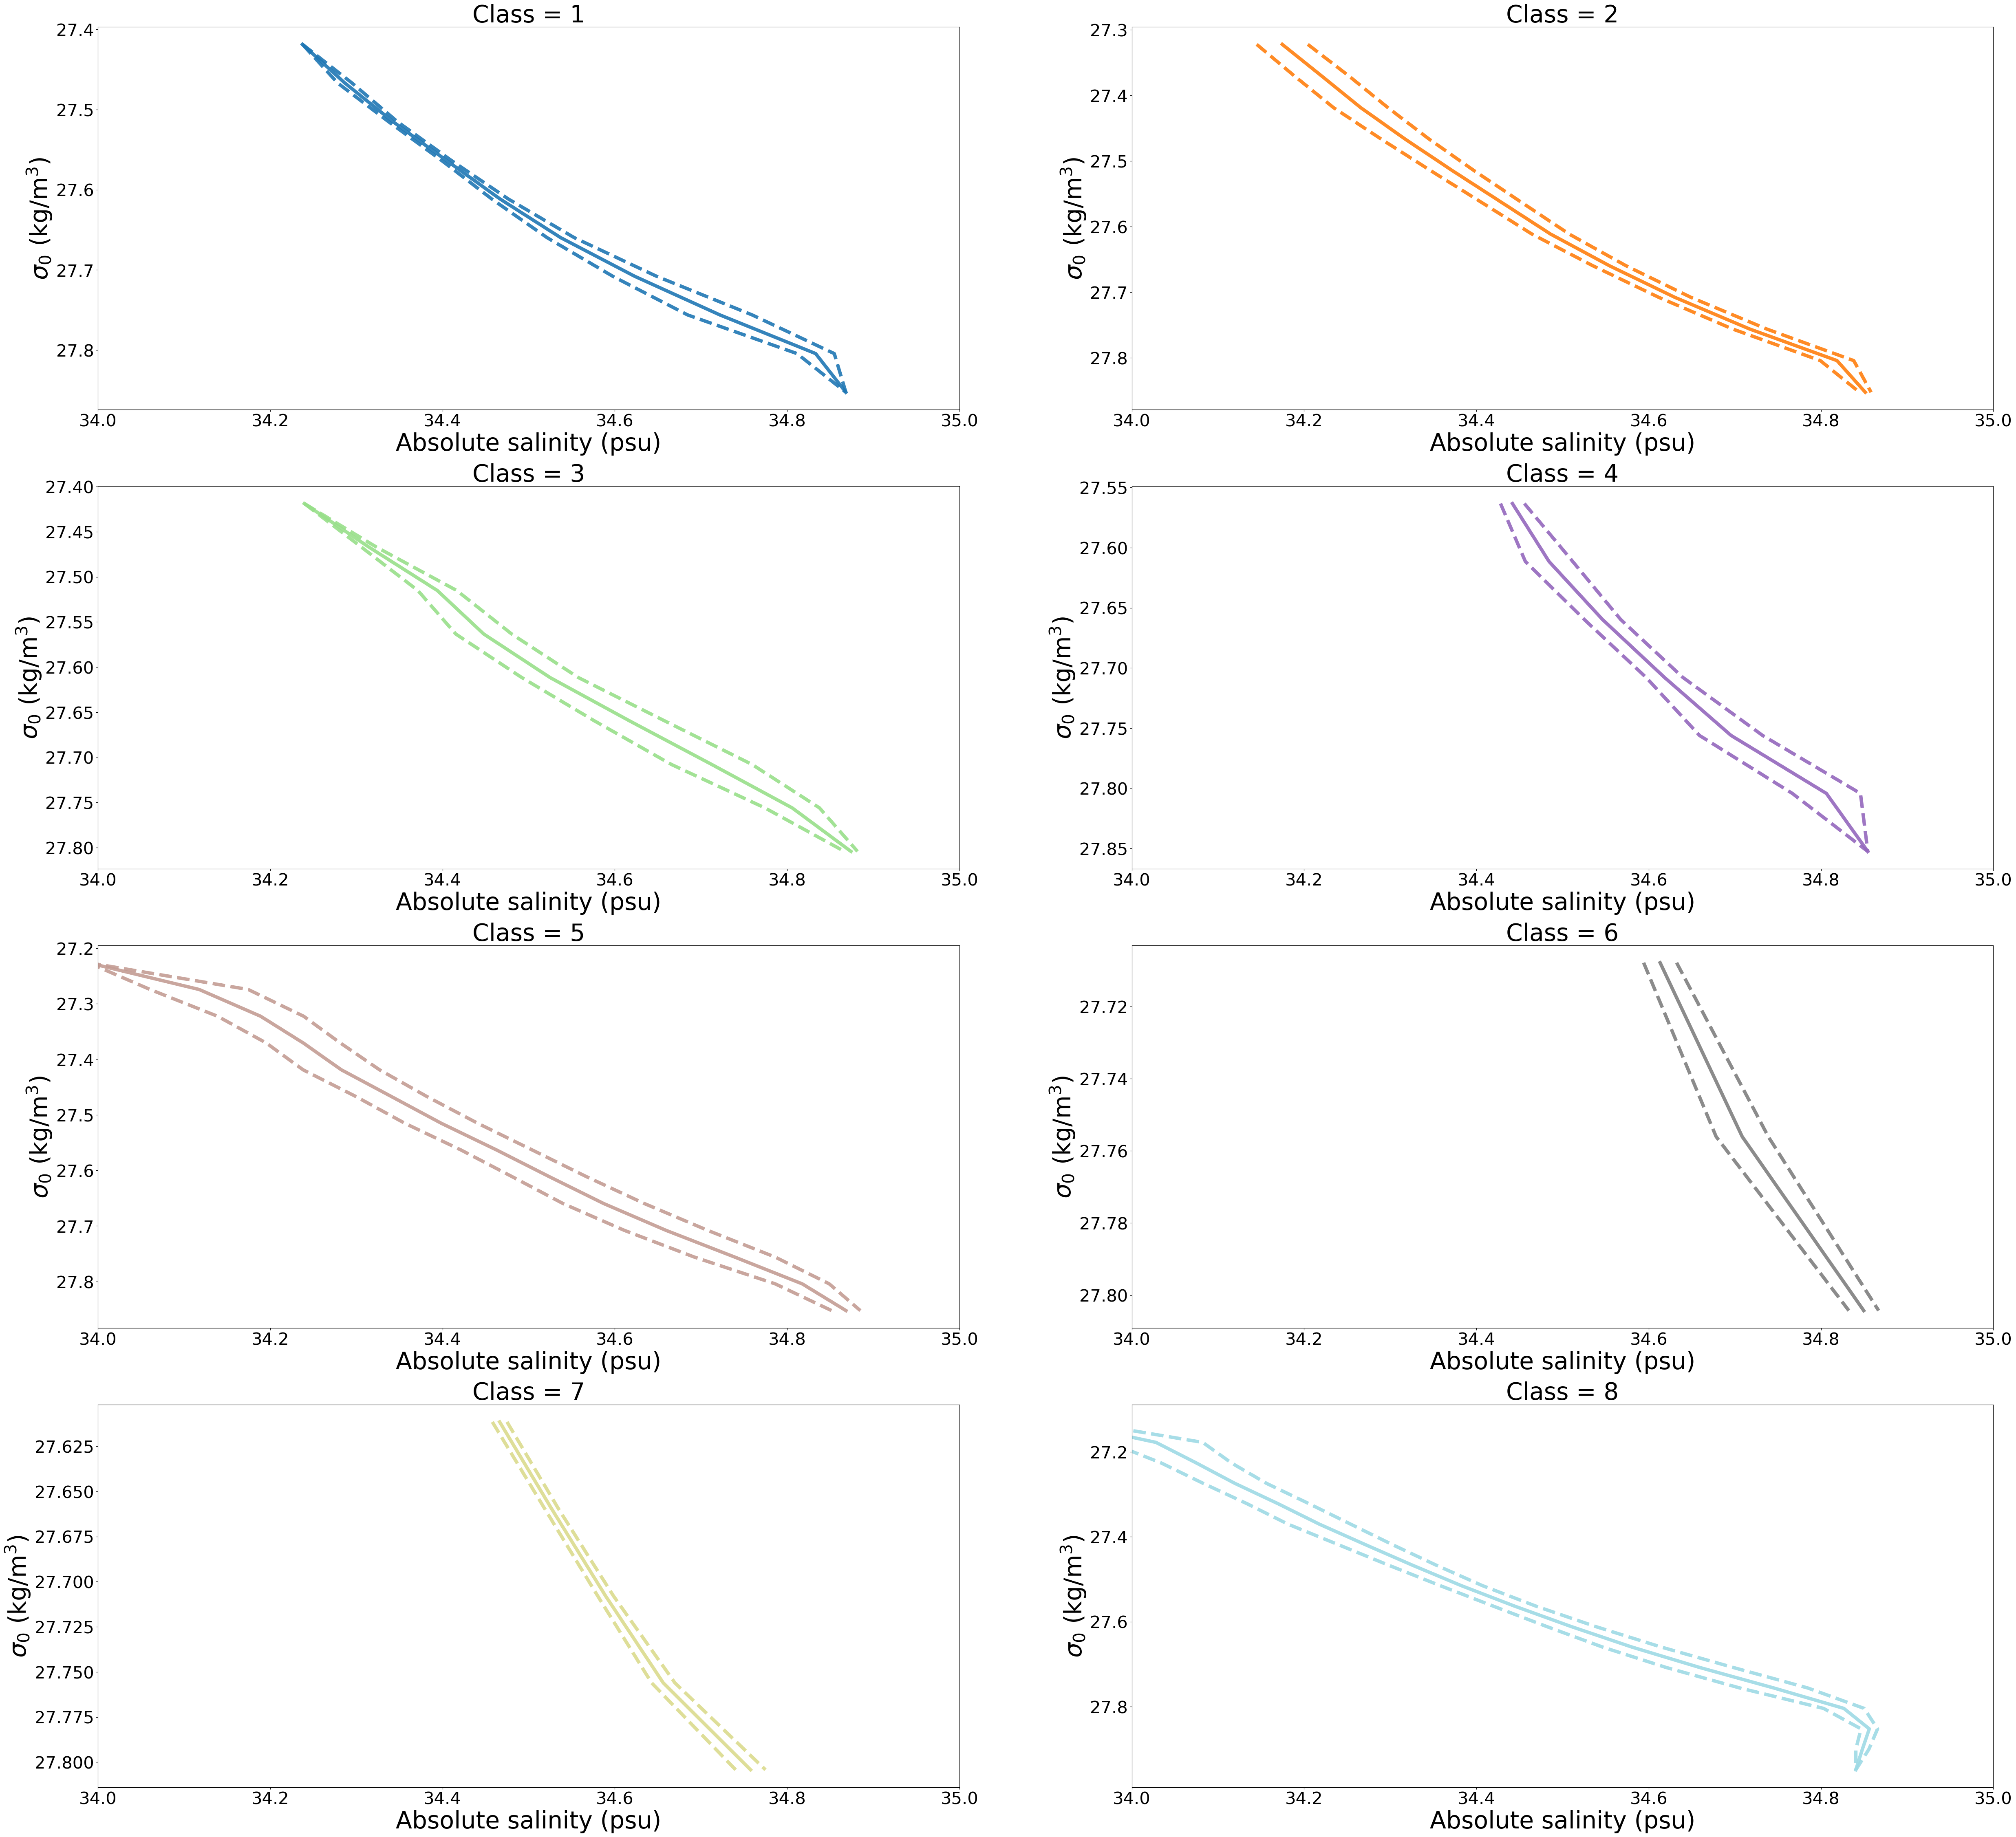 Class = 1
27.4
27.5
27.6
27.7
27.8
σ₀ (kg/m³)
34.0 34.2 34.4 34.6 34.8 35.0
Absolute salinity (psu)
Class = 2
27.3
27.4
27.5
27.6
27.7
27.8
σ₀ (kg/m³)
34.0 34.2 34.4 34.6 34.8 35.0
Absolute salinity (psu)
Class = 3
27.40
27.45
27.50
27.55
27.60
27.65
27.70
27.75
27.80
σ₀ (kg/m³)
34.0 34.2 34.4 34.6 34.8 35.0
Absolute salinity (psu)
Class = 4
27.55
27.60
27.65
27.70
27.75
27.80
27.85
σ₀ (kg/m³)
34.0 34.2 34.4 34.6 34.8 35.0
Absolute salinity (psu)
Class = 5
27.2
27.3
27.4
27.5
27.6
27.7
27.8
σ₀ (kg/m³)
34.0 34.2 34.4 34.6 34.8 35.0
Absolute salinity (psu)
Class = 6
27.72
27.74
27.76
27.78
27.80
σ₀ (kg/m³)
34.0 34.2 34.4 34.6 34.8 35.0
Absolute salinity (psu)
Class = 7
27.625
27.650
27.675
27.700
27.725
27.750
27.775
27.800
σ₀ (kg/m³)
34.0 34.2 34.4 34.6 34.8 35.0
Absolute salinity (psu)
Class = 8
27.2
27.4
27.6
27.8
σ₀ (kg/m³)
34.0 34.2 34.4 34.6 34.8 35.0
Absolute salinity (psu)